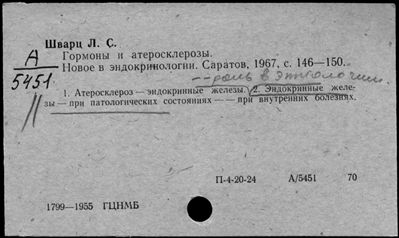 Шварц Л. С.
Гормоны и атеросклерозы.
Новое в эндокринологии. Саратов, 1967, с. 146—150.
А
5451
-- роль в этиологии.
1. Атеросклероз — эндокринные железы. 2. Эндокринные желе-
зы — при патологических состояниях — — при внутренних болезнях.
П-4-20-24 А/5451 70
1799—1955 ГЦНМБ